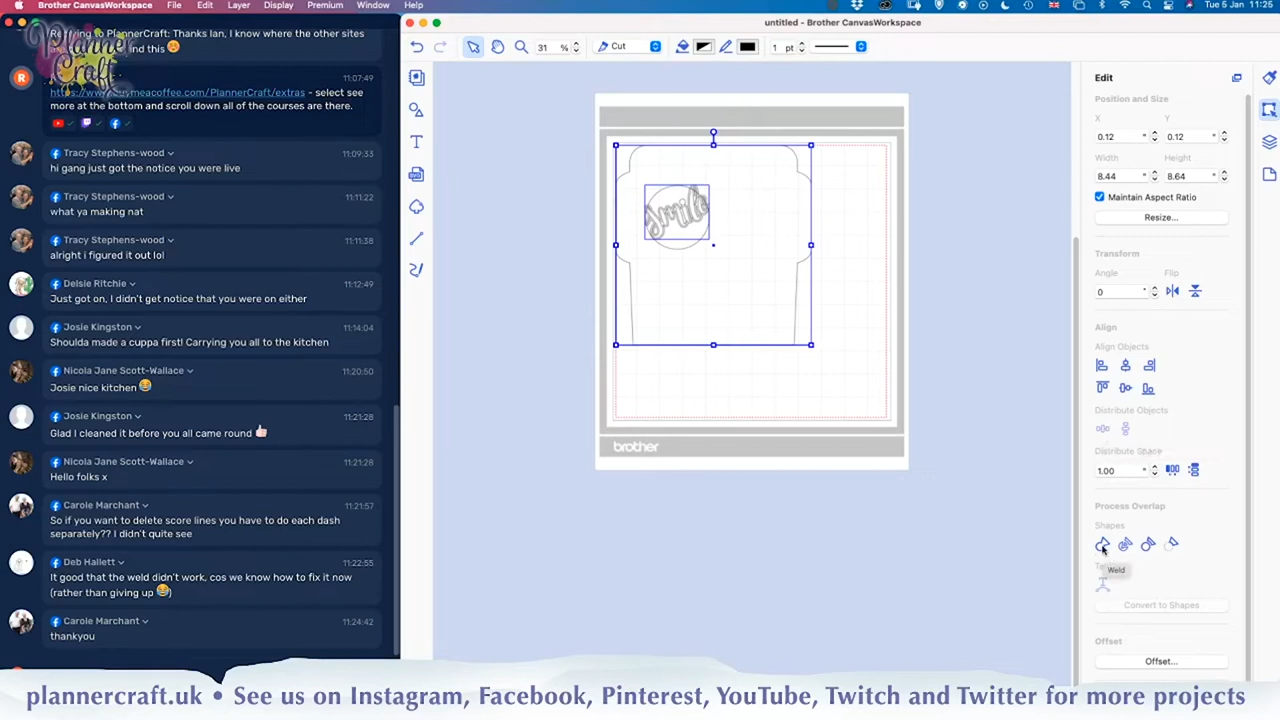 Brother CanvasWorkspace File Edit Layer Display Premium Window Help Tue 5 Jan 11:25
untitled - Brother CanvasWorkspace
Planner
Craft
Replying to PlannerCraft: Thanks Ian, I know where the other sites
find this
R
11:07:49
extras - select see
more at the bottom and scroll down all of the courses are there.
Tracy Stephens-wood 11:09:33
hi gang just got the notice you were live
Tracy Stephens-wood 11:11:22
what ya making nat
Tracy Stephens-wood 11:11:38
alright i figured it out lol
Delsie Ritchie 11:12:49
Just got on, I didn't get notice that you were on either
Josie Kingston 11:14:04
Shoulda made a cuppa first! Carrying you all to the kitchen
Nicola Jane Scott-Wallace 11:20:50
Josie nice kitchen
Josie Kingston 11:21:28
Glad I cleaned it before you all came round
Nicola Jane Scott-Wallace 11:21:28
Hello folks x
Carole Marchant 11:21:57
So if you want to delete score lines you have to do each dash
separately?? I didn't quite see
Deb Hallett 11:22:55
It good that the weld didn't work, cos we know how to fix it now
(rather than giving up )
Carole Marchant 11:24:42
thankyou
31 % Cut 1 pt
T
SVG
smile
brother
Edit
Position and Size
X Y
0.12 " 0.12 "
Width Height
8.44 " 8.64 "
Maintain Aspect Ratio
Resize...
Transform
Angle Flip
0 °
Align
Align Objects
Distribute Objects
Distribute Space
1.00 "
Process Overlap
Shapes
Weld
Convert to Shapes
Offset
Offset...
plannercraft.uk • See us on Instagram, Facebook, Pinterest, YouTube, Twitch and Twitter for more projects